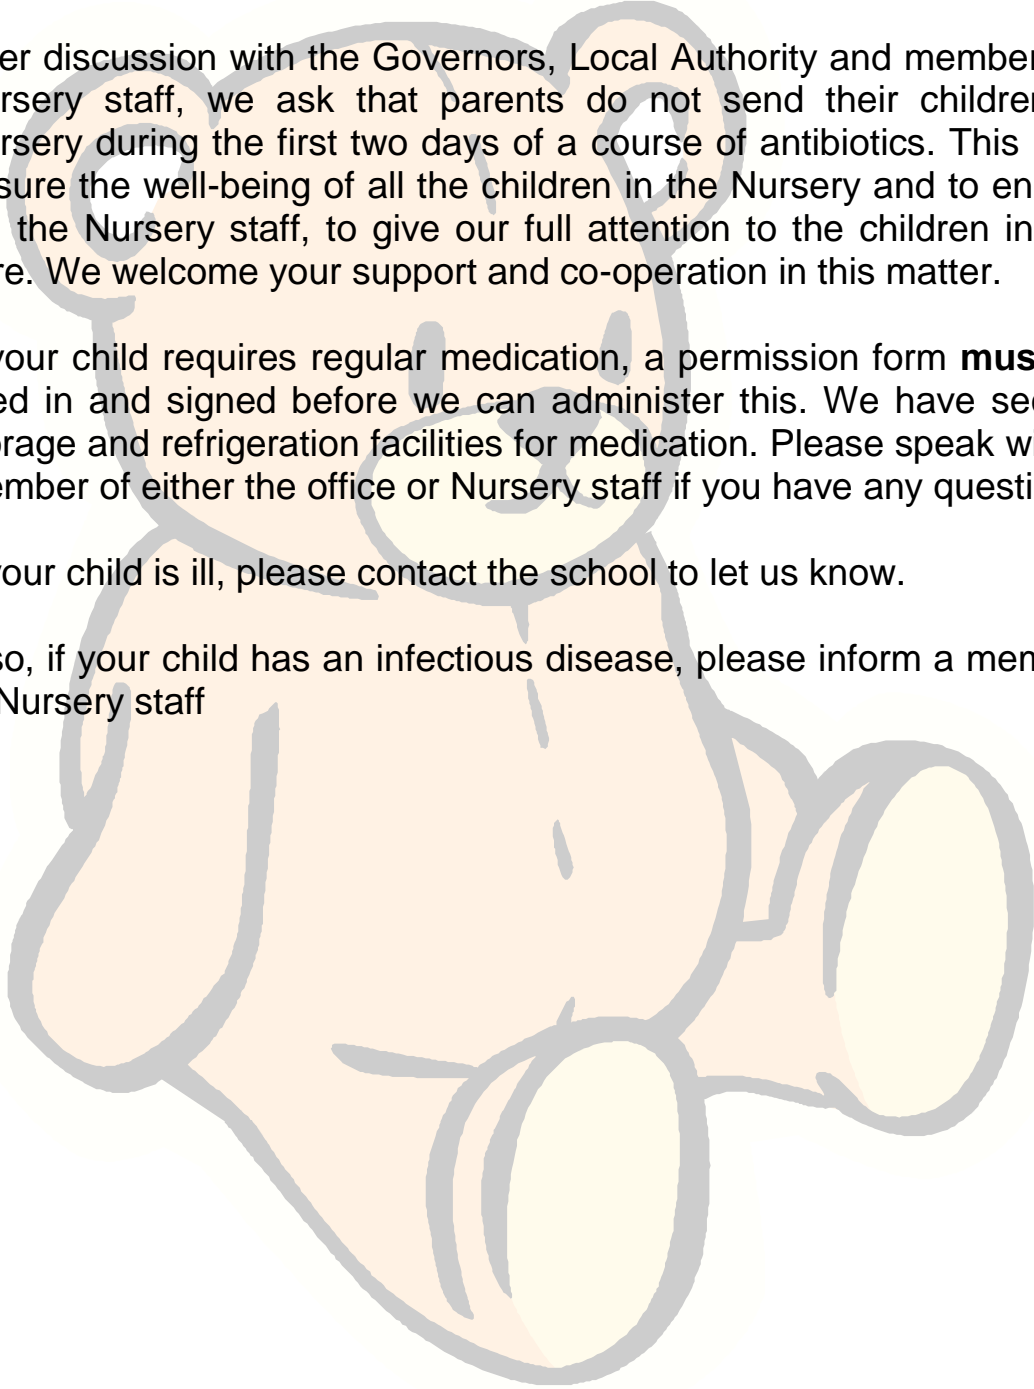 er discussion with the Governors, Local Authority and member
rsery staff, we ask that parents do not send their children
rsery during the first two days of a course of antibiotics. This
sure the well-being of all the children in the Nursery and to en
the Nursery staff, to give our full attention to the children in
re. We welcome your support and co-operation in this matter.
your child requires regular medication, a permission form mus
ed in and signed before we can administer this. We have sec
orage and refrigeration facilities for medication. Please speak wi
ember of either the office or Nursery staff if you have any questi
your child is ill, please contact the school to let us know.
so, if your child has an infectious disease, please inform a mem
Nursery staff